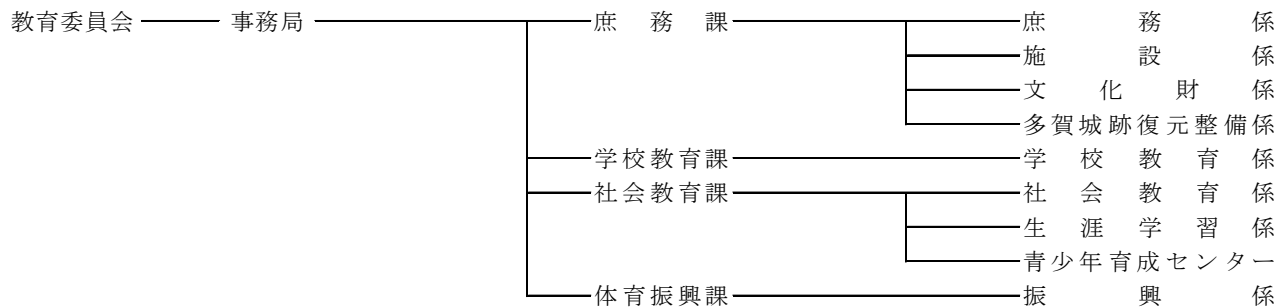 教育委員会 事務局 庶務課 庶務係
施設係
文化財係
多賀城跡復元整備係
学校教育課 学校教育係
社会教育課 社会教育係
生涯学習係
青少年育成センター
体育振興課 振興係